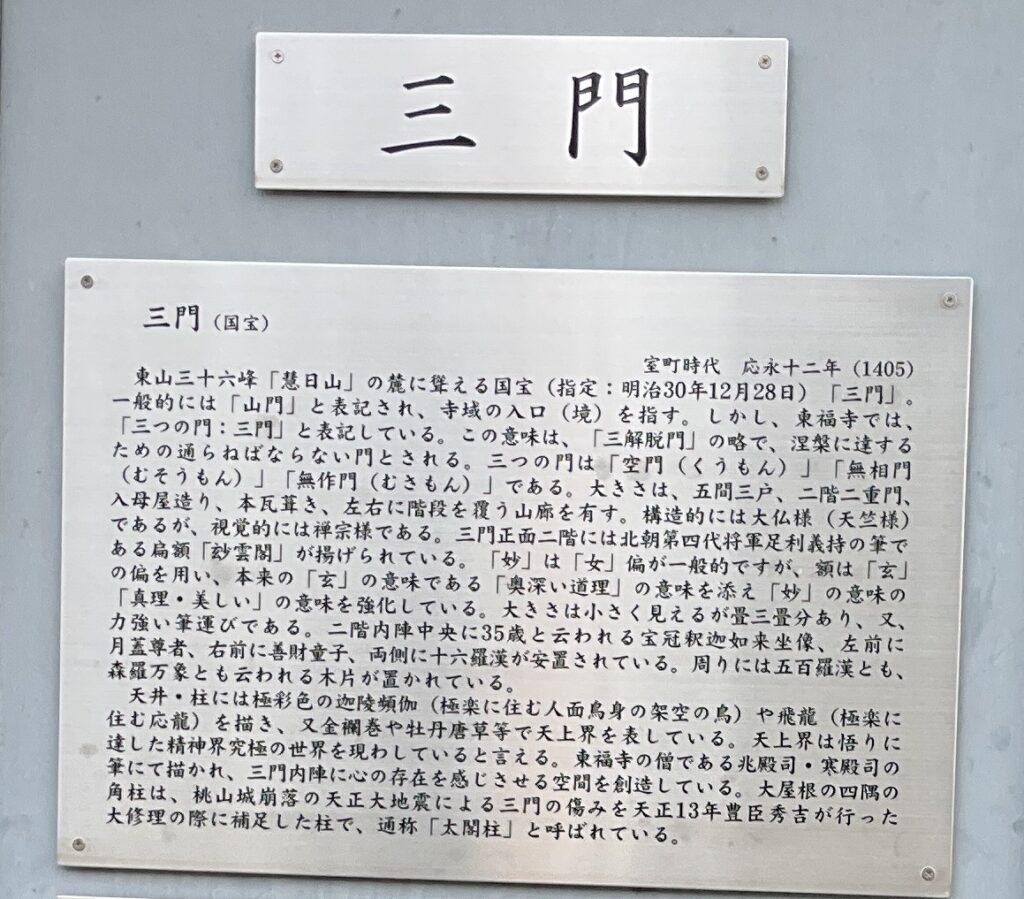 三門
三門（国宝）
室町時代　応永十二年（1405）
東山三十六峰「慧日山」の麓に聳える国宝（指定：明治30年12月28日）「三門」。
一般的には「山門」と表記され、寺域の入口（境）を指す。しかし、東福寺では、
「三つの門：三門」と表記している。この意味は、「三解脱門」の略で、涅槃に達する
ための通らねばならない門とされる。三つの門は「空門（くうもん）」「無相門
（むそうもん）」「無作門（むさもん）」である。大きさは、五間三戸、二階二重門、
入母屋造り、本瓦葺き、左右に階段を覆う山廊を有す。構造的には大仏様（天竺様）
であるが、視覚的には禅宗様である。三門正面二階には北朝第四代将軍足利義持の筆で
ある扁額「玅雲閣」が揚げられている。「妙」は「女」偏が一般的ですが、額は「玄」
の偏を用い、本来の「玄」の意味である「奥深い道理」の意味を添え「妙」の意味の
「真理・美しい」の意味を強化している。大きさは小さく見えるが畳三畳分あり、又、
力強い筆運びである。二階内陣中央に35歳と云われる宝冠釈迦如来坐像、左前に
月蓋尊者、右前に善財童子、両側に十六羅漢が安置されている。周りには五百羅漢とも、
森羅万象とも云われる木片が置かれている。
天井・柱には極彩色の迦陵頻伽（極楽に住む人面鳥身の架空の鳥）や飛龍（極楽に
住む応龍）を描き、又金襴巻や牡丹唐草等で天上界を表している。天上界は悟りに
達した精神界究極の世界を現わしていると言える。東福寺の僧である兆殿司・寒殿司の
筆にて描かれ、三門内陣に心の存在を感じさせる空間を創造している。大屋根の四隅の
角柱は、桃山城崩落の天正大地震による三門の傷みを天正13年豊臣秀吉が行った
大修理の際に補足した柱で、通称「太閤柱」と呼ばれている。